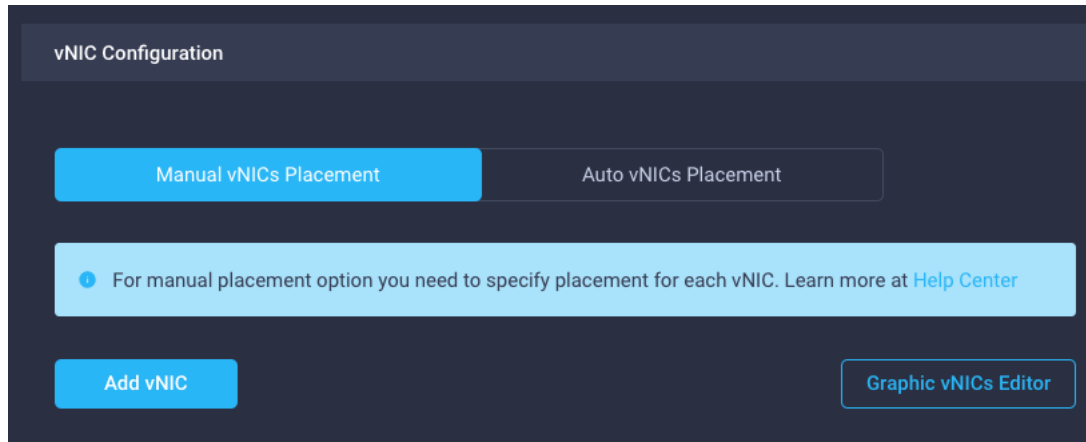 vNIC Configuration
Manual vNICs Placement
Auto vNICs Placement
For manual placement option you need to specify placement for each vNIC. Learn more at Help Center
Add vNIC
Graphic vNICs Editor